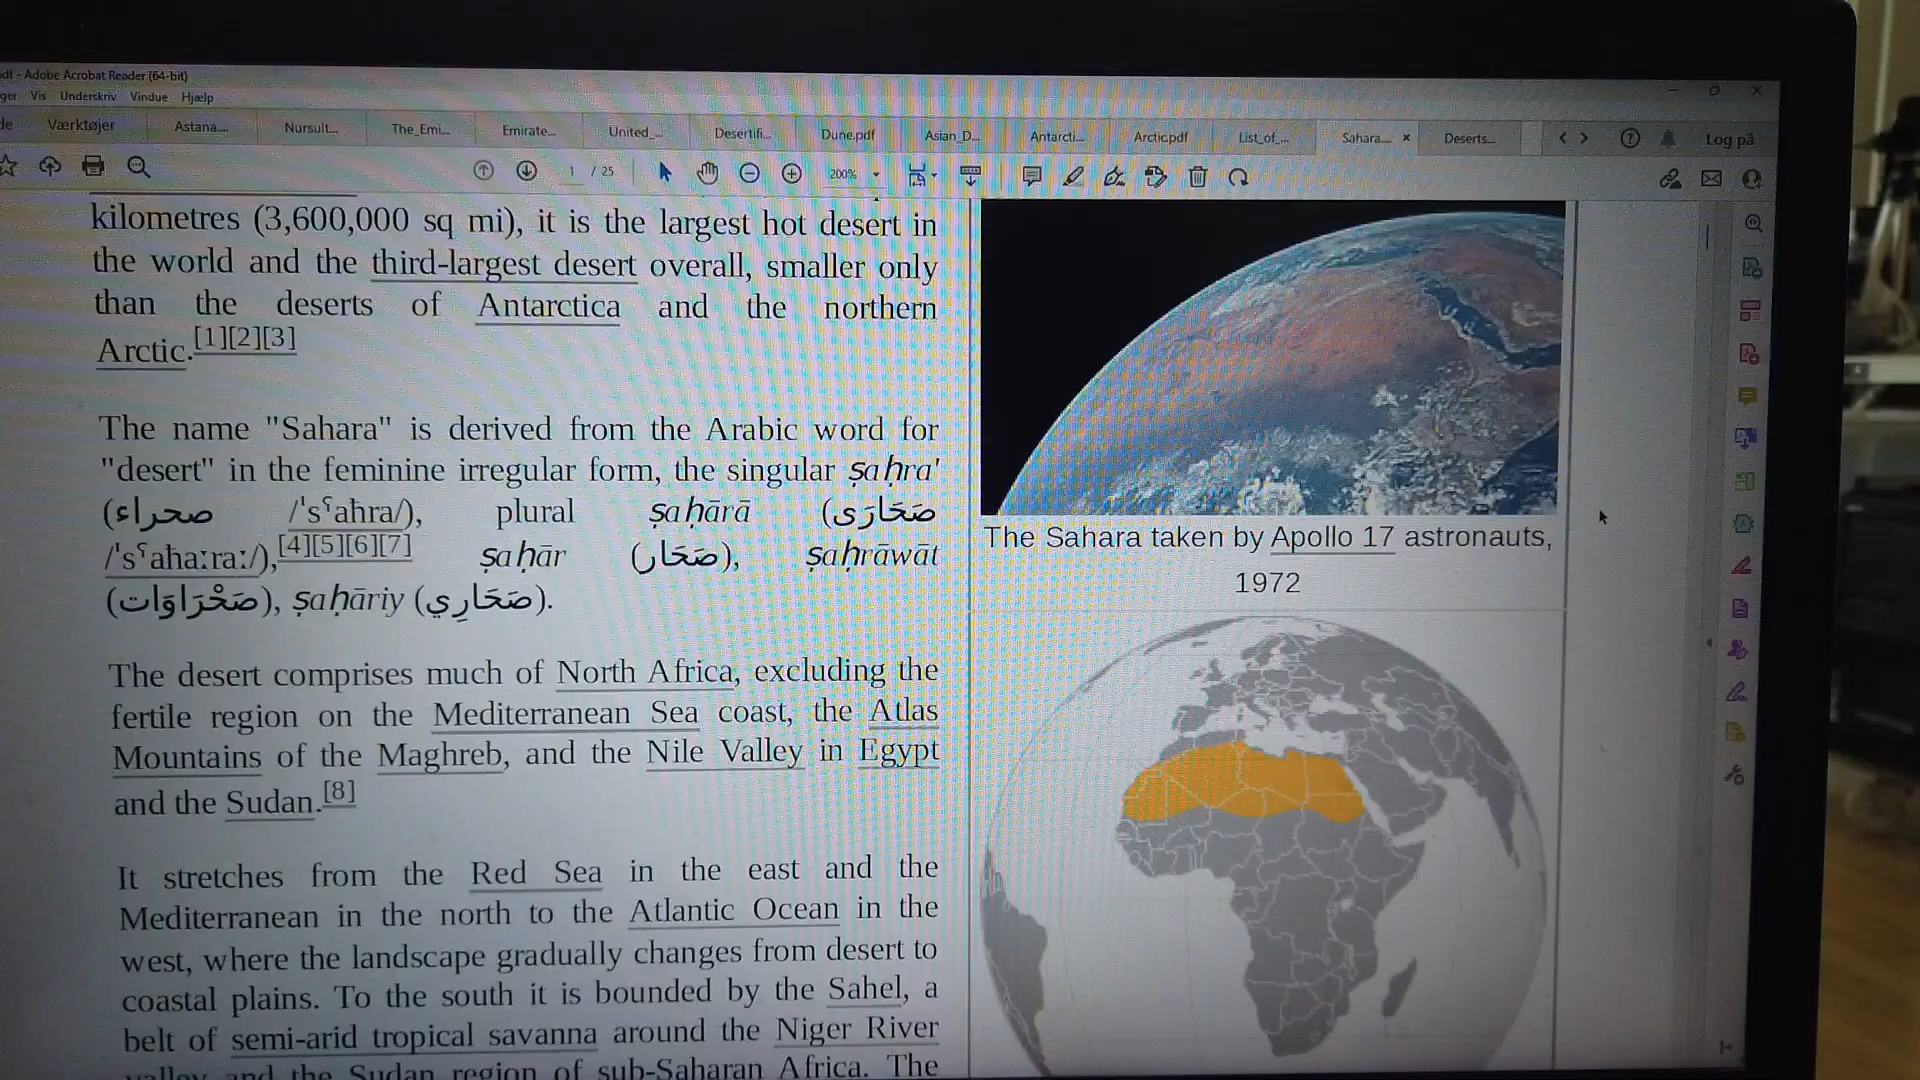 - Adobe Acrobat Reader (64-bit)
Vis Underskriv Vindue Hjælp
Værktøjer Astana.... Nursult... The_Emi... Emirate... United_... Desertifi... Dune.pdf Asian_D... Antarcti... Arctic.pdf List_of_... Sahara.... × Deserts... Log på
1 / 25 200%
kilometres (3,600,000 sq mi), it is the largest hot desert in
the world and the third-largest desert overall, smaller only
than the deserts of Antarctica and the northern
Arctic.[1][2][3]
The name "Sahara" is derived from the Arabic word for
"desert" in the feminine irregular form, the singular ṣaḥra'
(صحراء /ˈsˤaħra/), plural ṣaḥārā (صَحَارَى
/ˈsˤaħaːraː/),[4][5][6][7] ṣaḥār (صَحَار), ṣaḥrāwāt
(صَحْرَاوَات), ṣaḥāriy (صَحَارِي).
The desert comprises much of North Africa, excluding the
fertile region on the Mediterranean Sea coast, the Atlas
Mountains of the Maghreb, and the Nile Valley in Egypt
and the Sudan.[8]
It stretches from the Red Sea in the east and the
Mediterranean in the north to the Atlantic Ocean in the
west, where the landscape gradually changes from desert to
coastal plains. To the south it is bounded by the Sahel, a
belt of semi-arid tropical savanna around the Niger River
valley and the Sudan region of sub-Saharan Africa. The
The Sahara taken by Apollo 17 astronauts,
1972